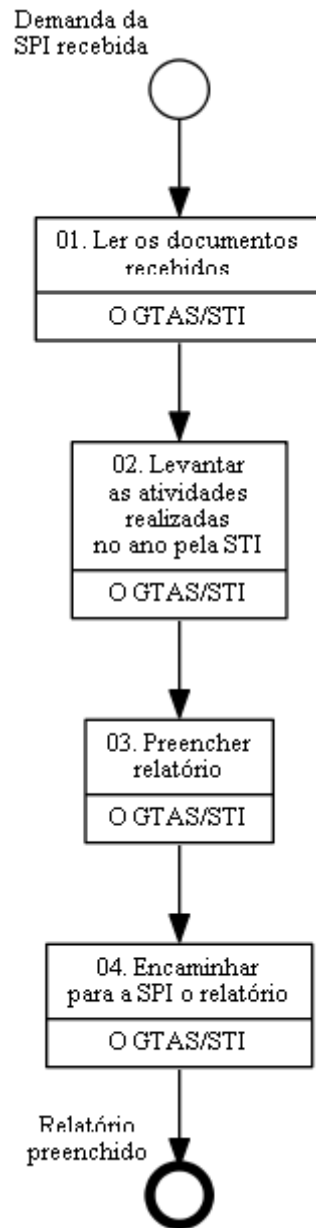 Demanda da
SPI recebida
01. Ler os documentos
recebidos
O GTAS/STI
02. Levantar
as atividades
realizadas
no ano pela STI
O GTAS/STI
03. Preencher
relatório
O GTAS/STI
04. Encaminhar
para a SPI o relatório
O GTAS/STI
Relatório
preenchido